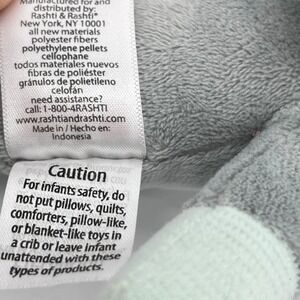 Manufactured for and
distributed by:
Rashti & Rashti®
New York, NY 10001
all new materials
polyester fibers
polyethylene pellets
cellophane
todos materiales nuevos
fibras de poliéster
gránulos de polietileno
celofán
need assistance?
call: 1-800-4RASHTI
www.rashtiandrashti.com
Made in / Hecho en:
Indonesia
Caution
For infants safety, do
not put pillows, quilts,
comforters, pillow-like,
or blanket-like toys in
a crib or leave infant
unattended with these
types of products.